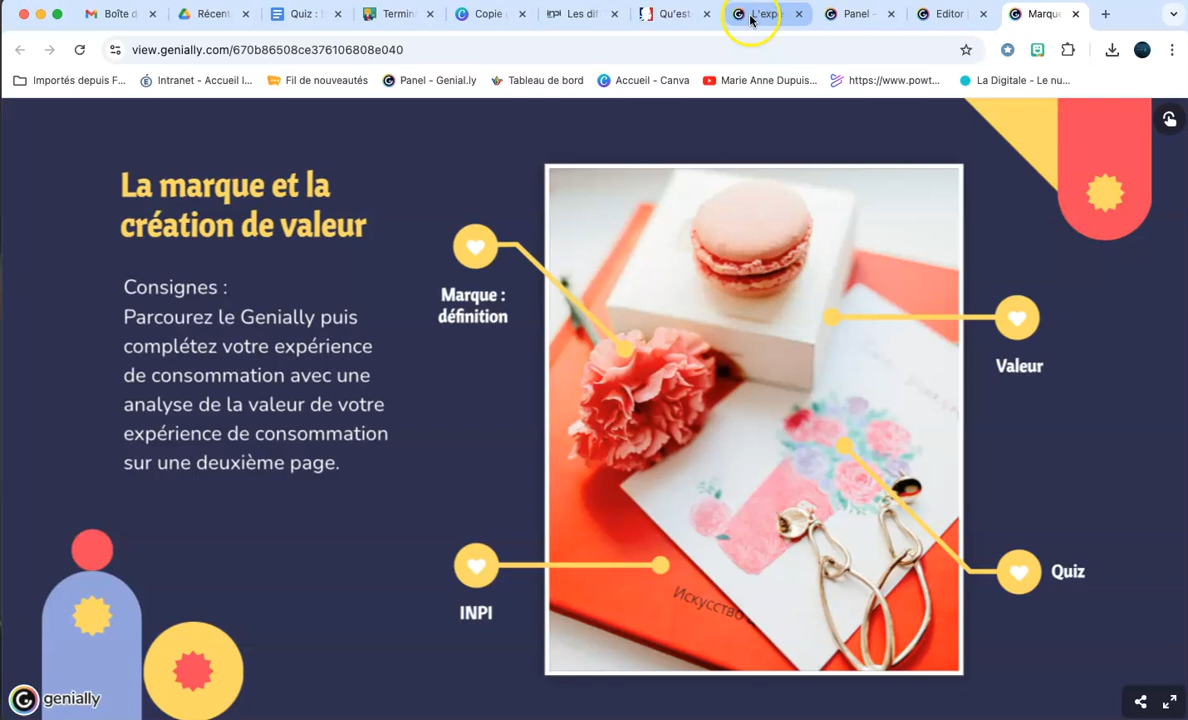 Boîte d
Récent
Quiz :
Termin
Copie
Les dif
Qu'est
L'expé
Panel -
Editor
Marqu
view.genially.com/670b86508ce376106808e040
Importés depuis F...
Intranet - Accueil I...
Fil de nouveautés
Panel - Genial.ly
Tableau de bord
Accueil - Canva
Marie Anne Dupuis...
https://www.powt...
La Digitale - Le nu...
La marque et la
création de valeur
Consignes :
Parcourez le Genially puis
complétez votre expérience
de consommation avec une
analyse de la valeur de votre
expérience de consommation
sur une deuxième page.
Marque :
définition
Valeur
INPI
Quiz
Искусство
genially